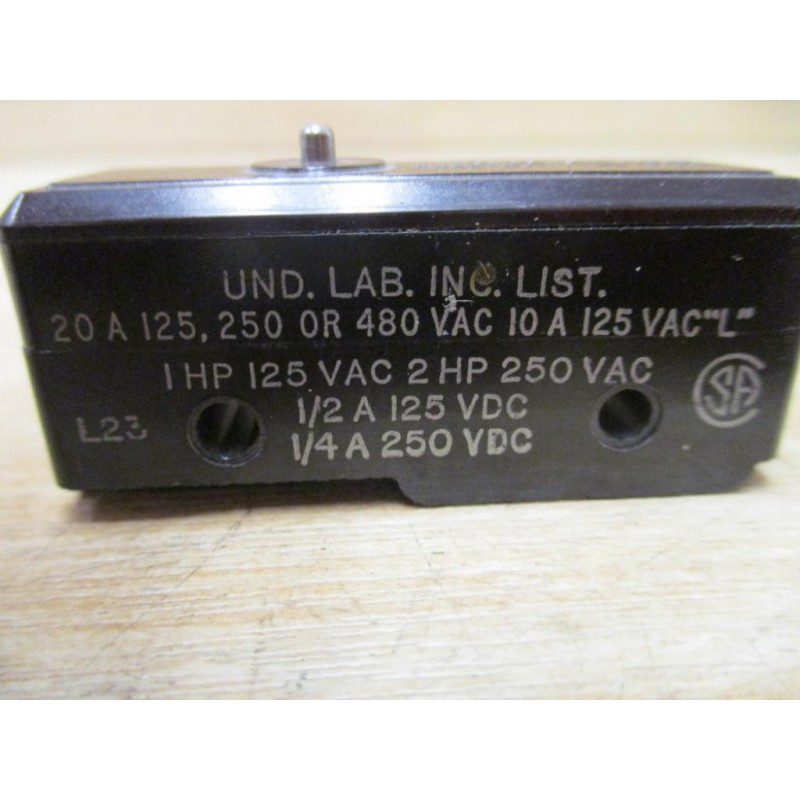 UND. LAB. INC. LIST.
20 A 125, 250 OR 480 VAC 10 A 125 VAC "L"
1 HP 125 VAC 2 HP 250 VAC
1/2 A 125 VDC
1/4 A 250 VDC
L23
CSA